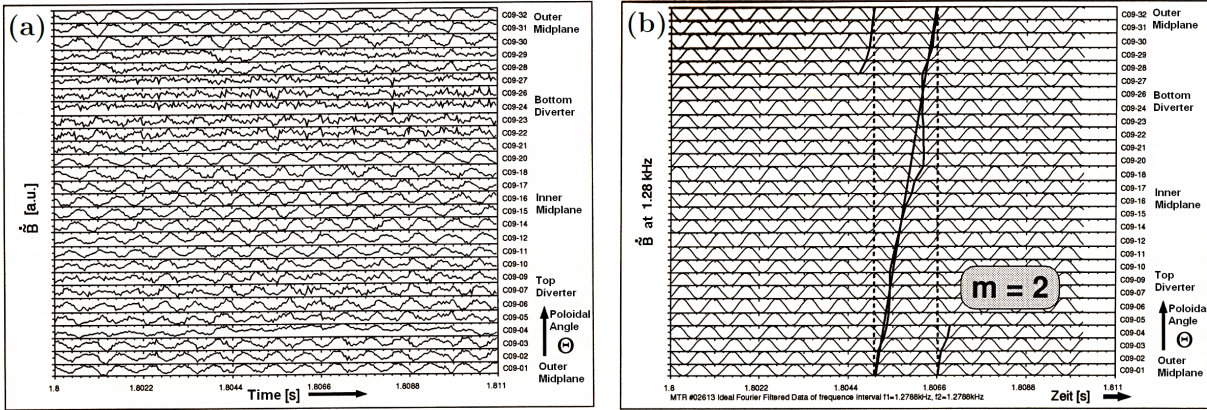 (a)
C09-32
C09-31
C09-30
C09-29
C09-28
C09-27
C09-26
C09-24
C09-23
C09-22
C09-21
C09-20
C09-18
C09-17
C09-16
C09-15
C09-14
C09-12
C09-11
C09-10
C09-09
C09-07
C09-06
C09-05
C09-04
C09-03
C09-02
C09-01
Outer
Midplane
Bottom
Diverter
Inner
Midplane
Top
Diverter
Poloidal
Angle
Θ
Outer
Midplane
Ḃ̃ [a.u.]
1.8 1.8022 1.8044 1.8066 1.8088 1.811
Time [s]
(b)
C09-32
C09-31
C09-30
C09-29
C09-28
C09-27
C09-26
C09-24
C09-23
C09-22
C09-21
C09-20
C09-18
C09-17
C09-16
C09-15
C09-14
C09-12
C09-11
C09-10
C09-09
C09-07
C09-06
C09-05
C09-04
C09-03
C09-02
C09-01
Outer
Midplane
Bottom
Diverter
Inner
Midplane
Top
Diverter
Poloidal
Angle
Θ
Outer
Midplane
Ḃ̃ at 1.28 kHz
m = 2
1.8 1.8022 1.8044 1.8066 1.8088 1.811
MTR #02613 Ideal Fourier Filtered Data of frequence interval f1=1.2788kHz, f2=1.2788kHz
Zeit [s]